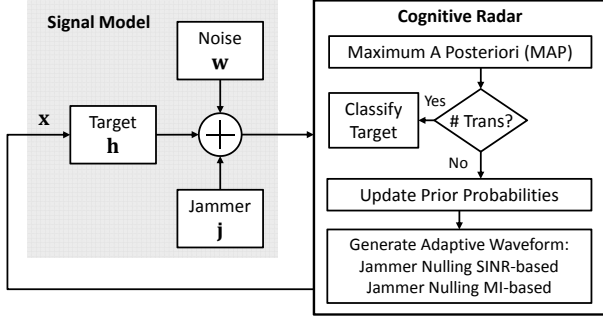 Signal Model
Noise
w
x
Target
h
Jammer
j
Cognitive Radar
Maximum A Posteriori (MAP)
Classify
Target
Yes
# Trans?
No
Update Prior Probabilities
Generate Adaptive Waveform:
Jammer Nulling SINR-based
Jammer Nulling MI-based